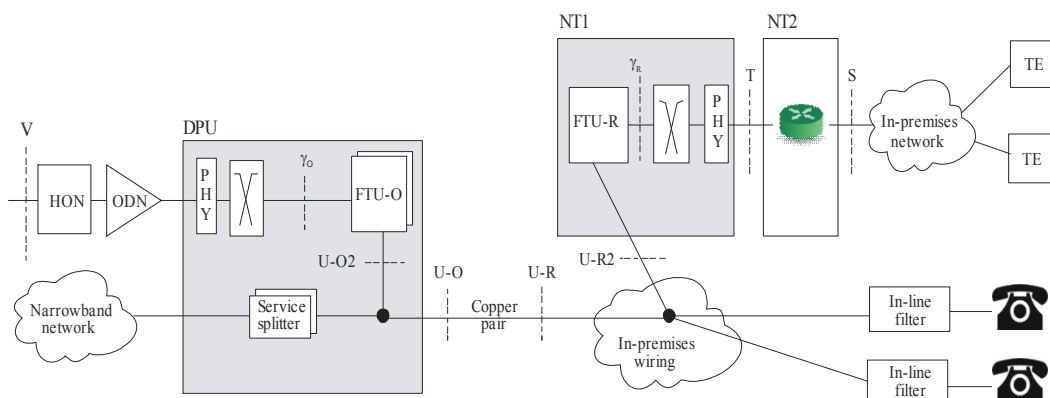 NT1
NT2
γR
T
S
TE
V
DPU
FTU-R
P
H
Y
In-premises
network
γO
P
H
Y
HON
ODN
FTU-O
TE
U-O2
U-R2
U-O
U-R
Narrowband
network
Service
splitter
Copper
pair
In-line
filter
In-premises
wiring
In-line
filter